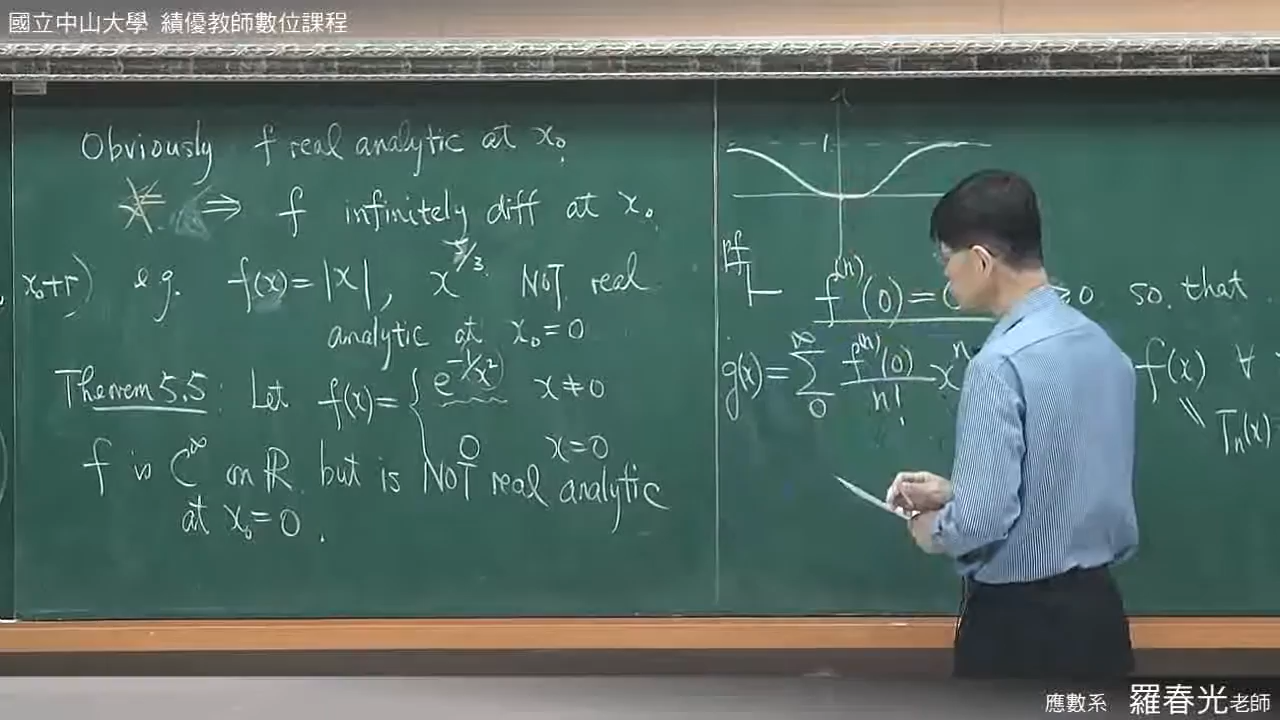 國立中山大學 績優教師數位課程
Obviously f real analytic at x₀
⇒ f infinitely diff at x₀
x₀+r) e.g. f(x)=|x|, x^5/3 NOT real
analytic at x₀=0
Theorem 5.5: Let f(x)={ e^{-1/x²} x≠0
0 x=0
f is C^∞ on ℝ but is NOT real analytic
at x₀=0.
1
f⁽ⁿ⁾(0)= ≥0 so that
g(x)=∑_0^∞ f⁽ⁿ⁾(0)/n! xⁿ f(x) ∀
Tₙ(x)=
應數系 羅春光老師